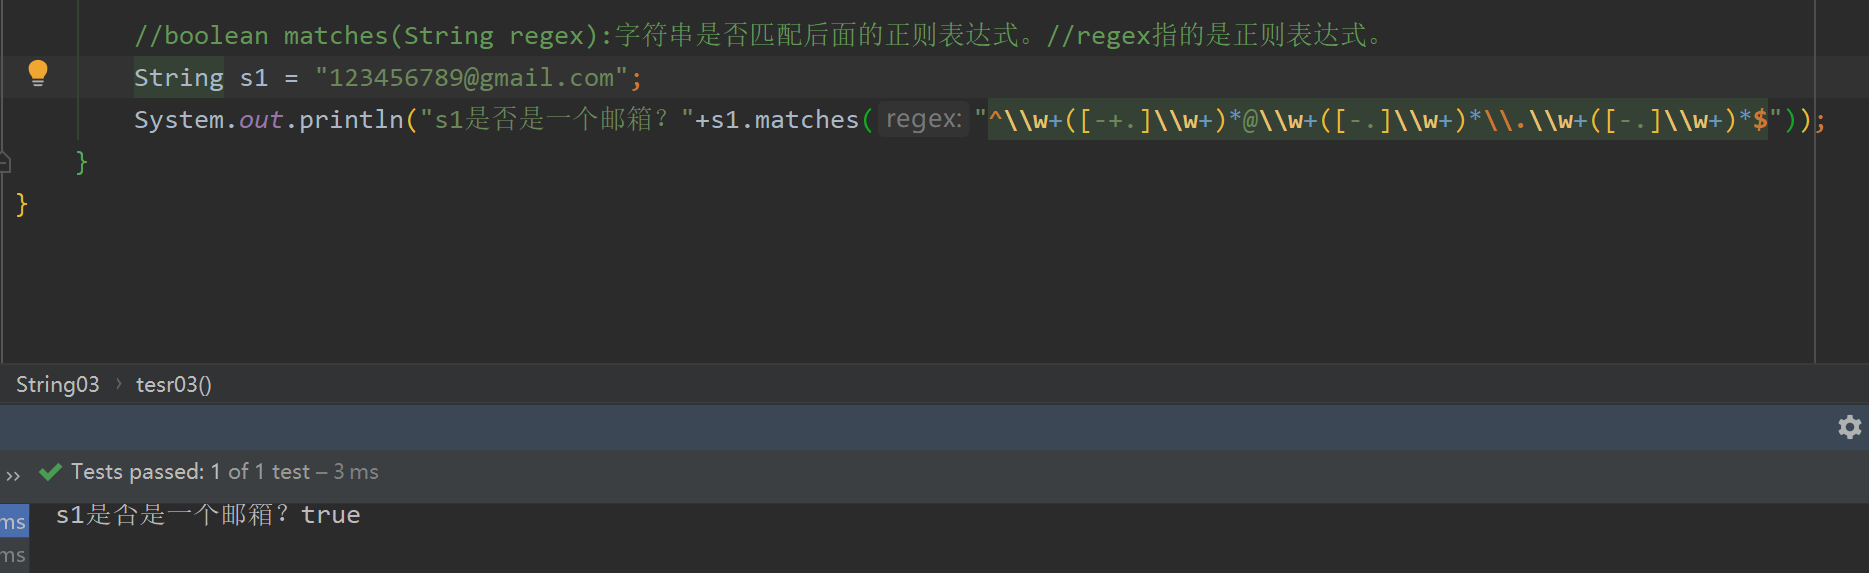 //boolean matches(String regex):字符串是否匹配后面的正则表达式。//regex指的是正则表达式。
String s1 = "123456789@gmail.com";
System.out.println("s1是否是一个邮箱？"+s1.matches( regex: "^\\w+([-+.]\\w+)*@\\w+([-.]\\w+)*\\.\\w+([-.]\\w+)*$"));
}
}
String03 › tesr03()
» Tests passed: 1 of 1 test – 3 ms
ms s1是否是一个邮箱？true
ms